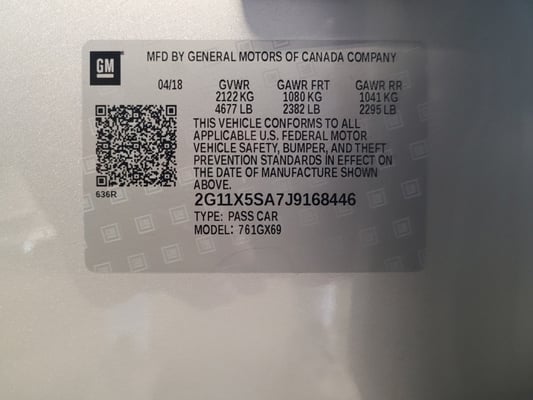 GM
MFD BY GENERAL MOTORS OF CANADA COMPANY
04/18 GVWR GAWR FRT GAWR RR
2122 KG 1080 KG 1041 KG
4677 LB 2382 LB 2295 LB
THIS VEHICLE CONFORMS TO ALL
APPLICABLE U.S. FEDERAL MOTOR
VEHICLE SAFETY, BUMPER, AND THEFT
PREVENTION STANDARDS IN EFFECT ON
THE DATE OF MANUFACTURE SHOWN
ABOVE.
636R
2G11X5SA7J9168446
TYPE: PASS CAR
MODEL: 761GX69